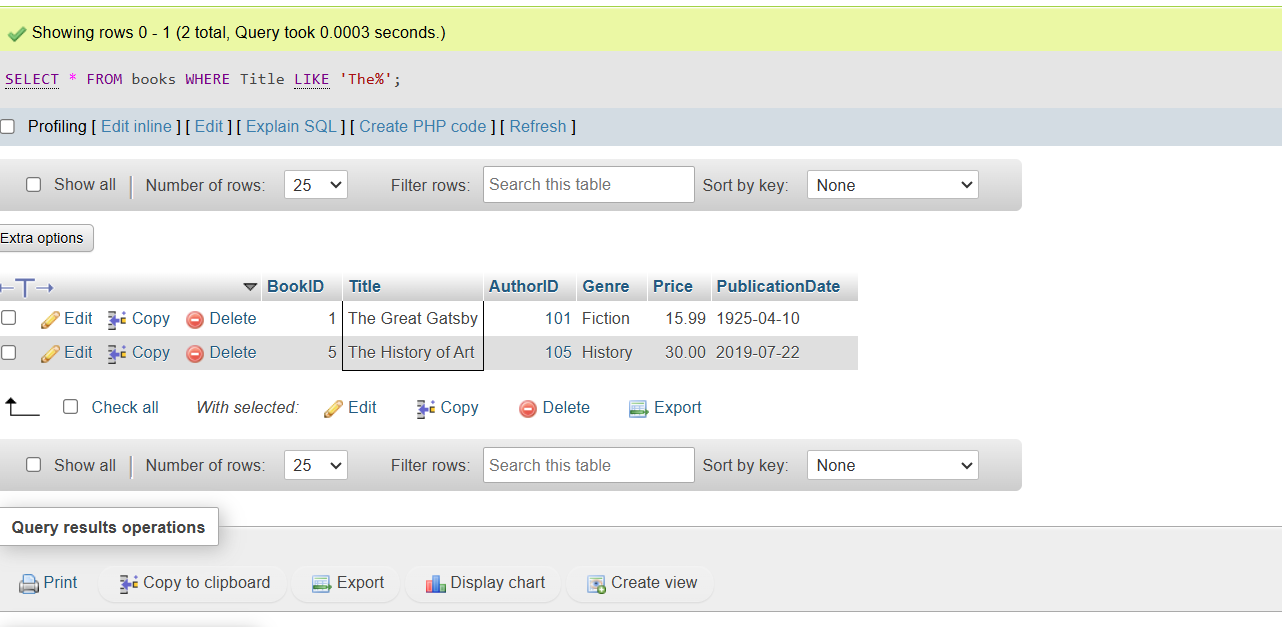 Showing rows 0 - 1 (2 total, Query took 0.0003 seconds.)
SELECT * FROM books WHERE Title LIKE 'The%';
Profiling [ Edit inline ] [ Edit ] [ Explain SQL ] [ Create PHP code ] [ Refresh ]
Show all Number of rows: 25 Filter rows: Search this table Sort by key: None
Extra options
←T→ BookID Title AuthorID Genre Price PublicationDate
Edit Copy Delete 1 The Great Gatsby 101 Fiction 15.99 1925-04-10
Edit Copy Delete 5 The History of Art 105 History 30.00 2019-07-22
Check all With selected: Edit Copy Delete Export
Show all Number of rows: 25 Filter rows: Search this table Sort by key: None
Query results operations
Print Copy to clipboard Export Display chart Create view